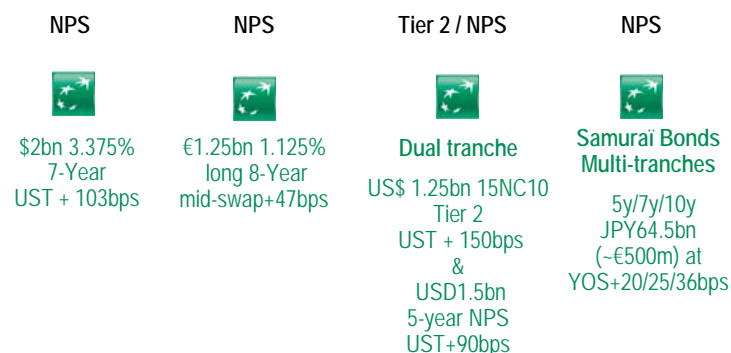 NPS
$2bn 3.375%
7-Year
UST + 103bps
NPS
€1.25bn 1.125%
long 8-Year
mid-swap+47bps
Tier 2 / NPS
Dual tranche
US$ 1.25bn 15NC10
Tier 2
UST + 150bps
&
USD1.5bn
5-year NPS
UST+90bps
NPS
Samuraï Bonds
Multi-tranches
5y/7y/10y
JPY64.5bn
(~€500m) at
YOS+20/25/36bps